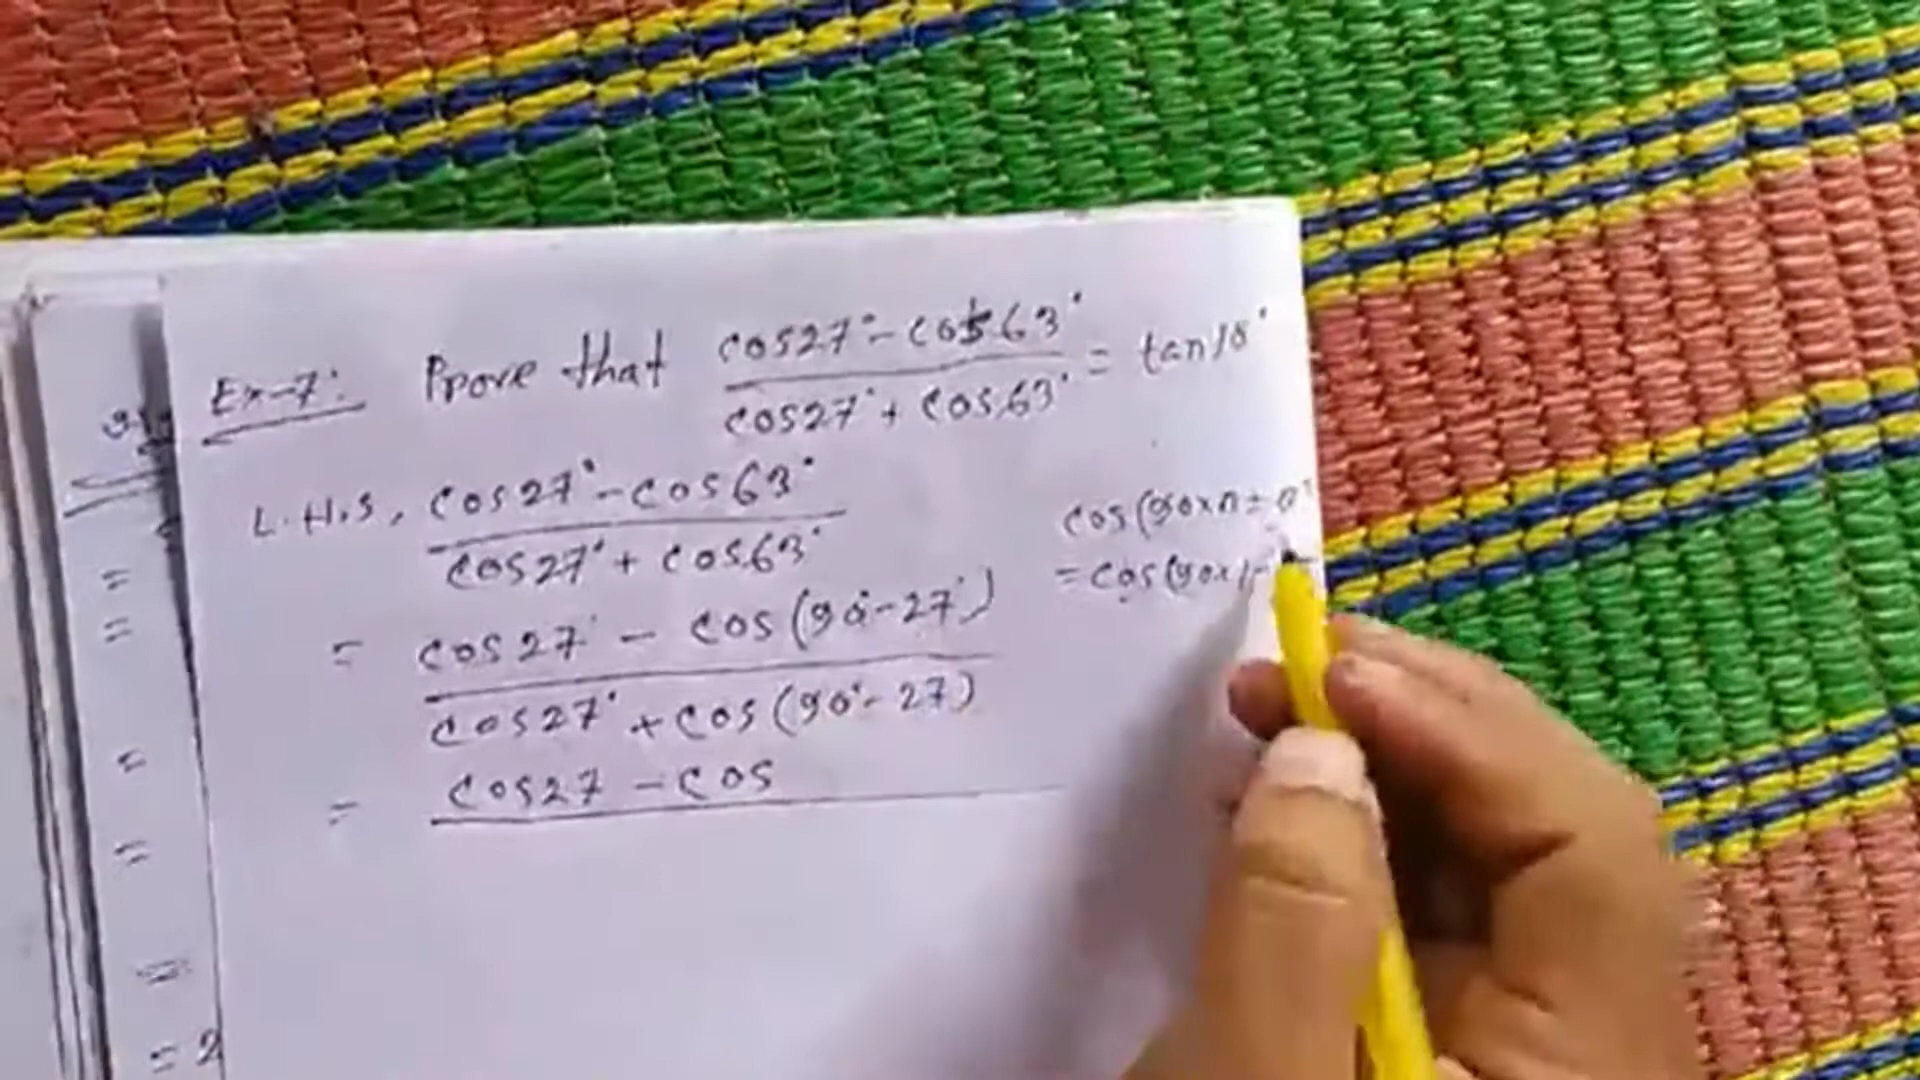 Ex-7: Prove that cos27° - cos63° / cos27° + cos63° = tan18°
L.H.S, cos27° - cos63° / cos27° + cos63°
= cos27° - cos(90° - 27°) / cos27° + cos(90° - 27)
= cos27 - cos
cos(90×n ±
= cos(90×1 -
=
=
=
=
=
= 2